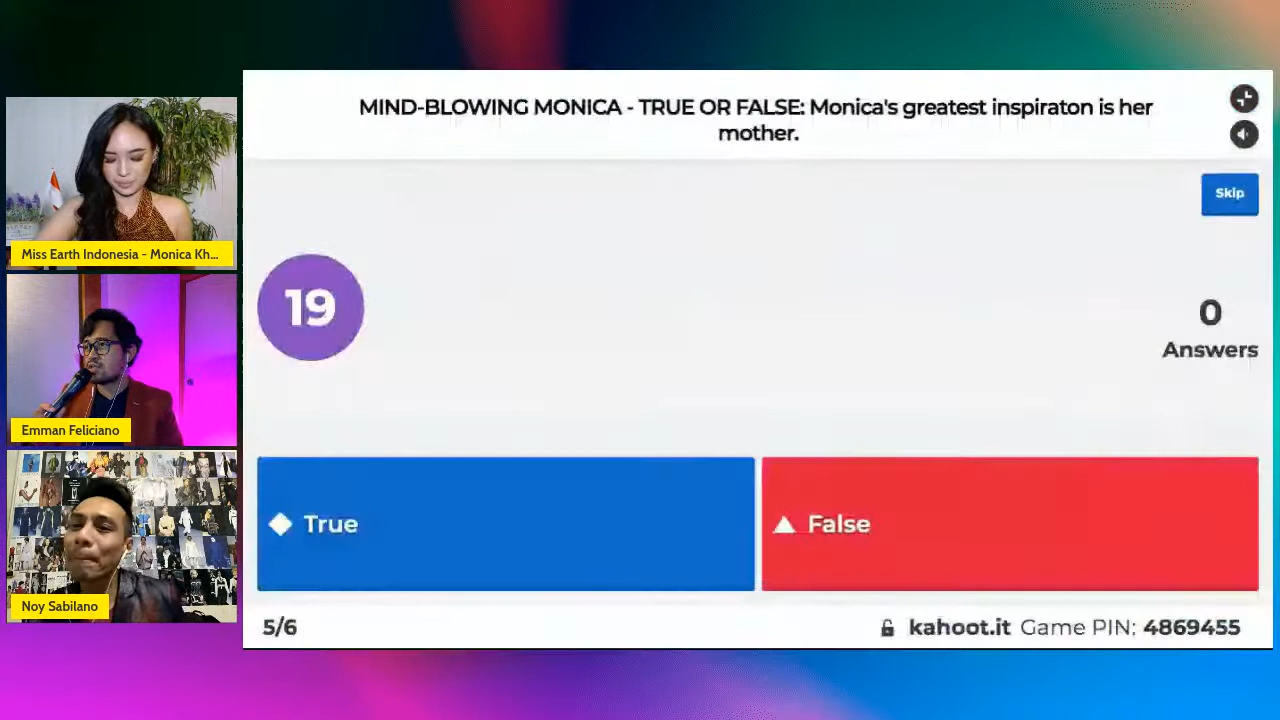 MIND-BLOWING MONICA - TRUE OR FALSE: Monica's greatest inspiraton is her
mother.
Skip
Miss Earth Indonesia - Monica Kh...
19
0
Answers
Emman Feliciano
True
False
Noy Sabilano
5/6
kahoot.it Game PIN: 4869455